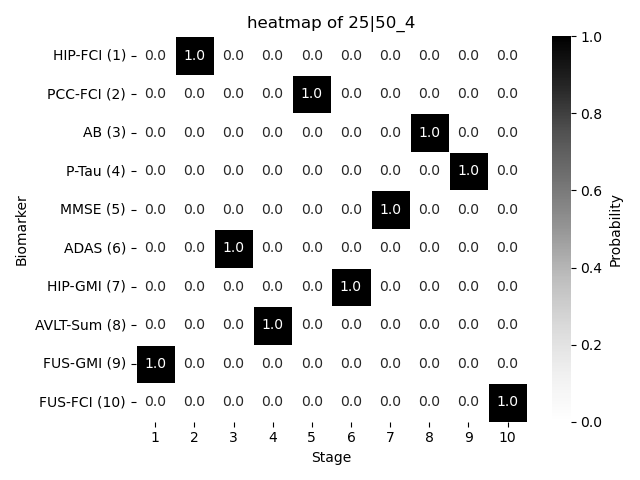 heatmap of 25|50_4
HIP-FCI (1) 0.0 1.0 0.0 0.0 0.0 0.0 0.0 0.0 0.0 0.0
PCC-FCI (2) 0.0 0.0 0.0 0.0 1.0 0.0 0.0 0.0 0.0 0.0
AB (3) 0.0 0.0 0.0 0.0 0.0 0.0 0.0 1.0 0.0 0.0
P-Tau (4) 0.0 0.0 0.0 0.0 0.0 0.0 0.0 0.0 1.0 0.0
MMSE (5) 0.0 0.0 0.0 0.0 0.0 0.0 1.0 0.0 0.0 0.0
ADAS (6) 0.0 0.0 1.0 0.0 0.0 0.0 0.0 0.0 0.0 0.0
HIP-GMI (7) 0.0 0.0 0.0 0.0 0.0 1.0 0.0 0.0 0.0 0.0
AVLT-Sum (8) 0.0 0.0 0.0 1.0 0.0 0.0 0.0 0.0 0.0 0.0
FUS-GMI (9) 1.0 0.0 0.0 0.0 0.0 0.0 0.0 0.0 0.0 0.0
FUS-FCI (10) 0.0 0.0 0.0 0.0 0.0 0.0 0.0 0.0 0.0 1.0
1 2 3 4 5 6 7 8 9 10
Stage
Biomarker
1.0
0.8
0.6
0.4
0.2
0.0
Probability